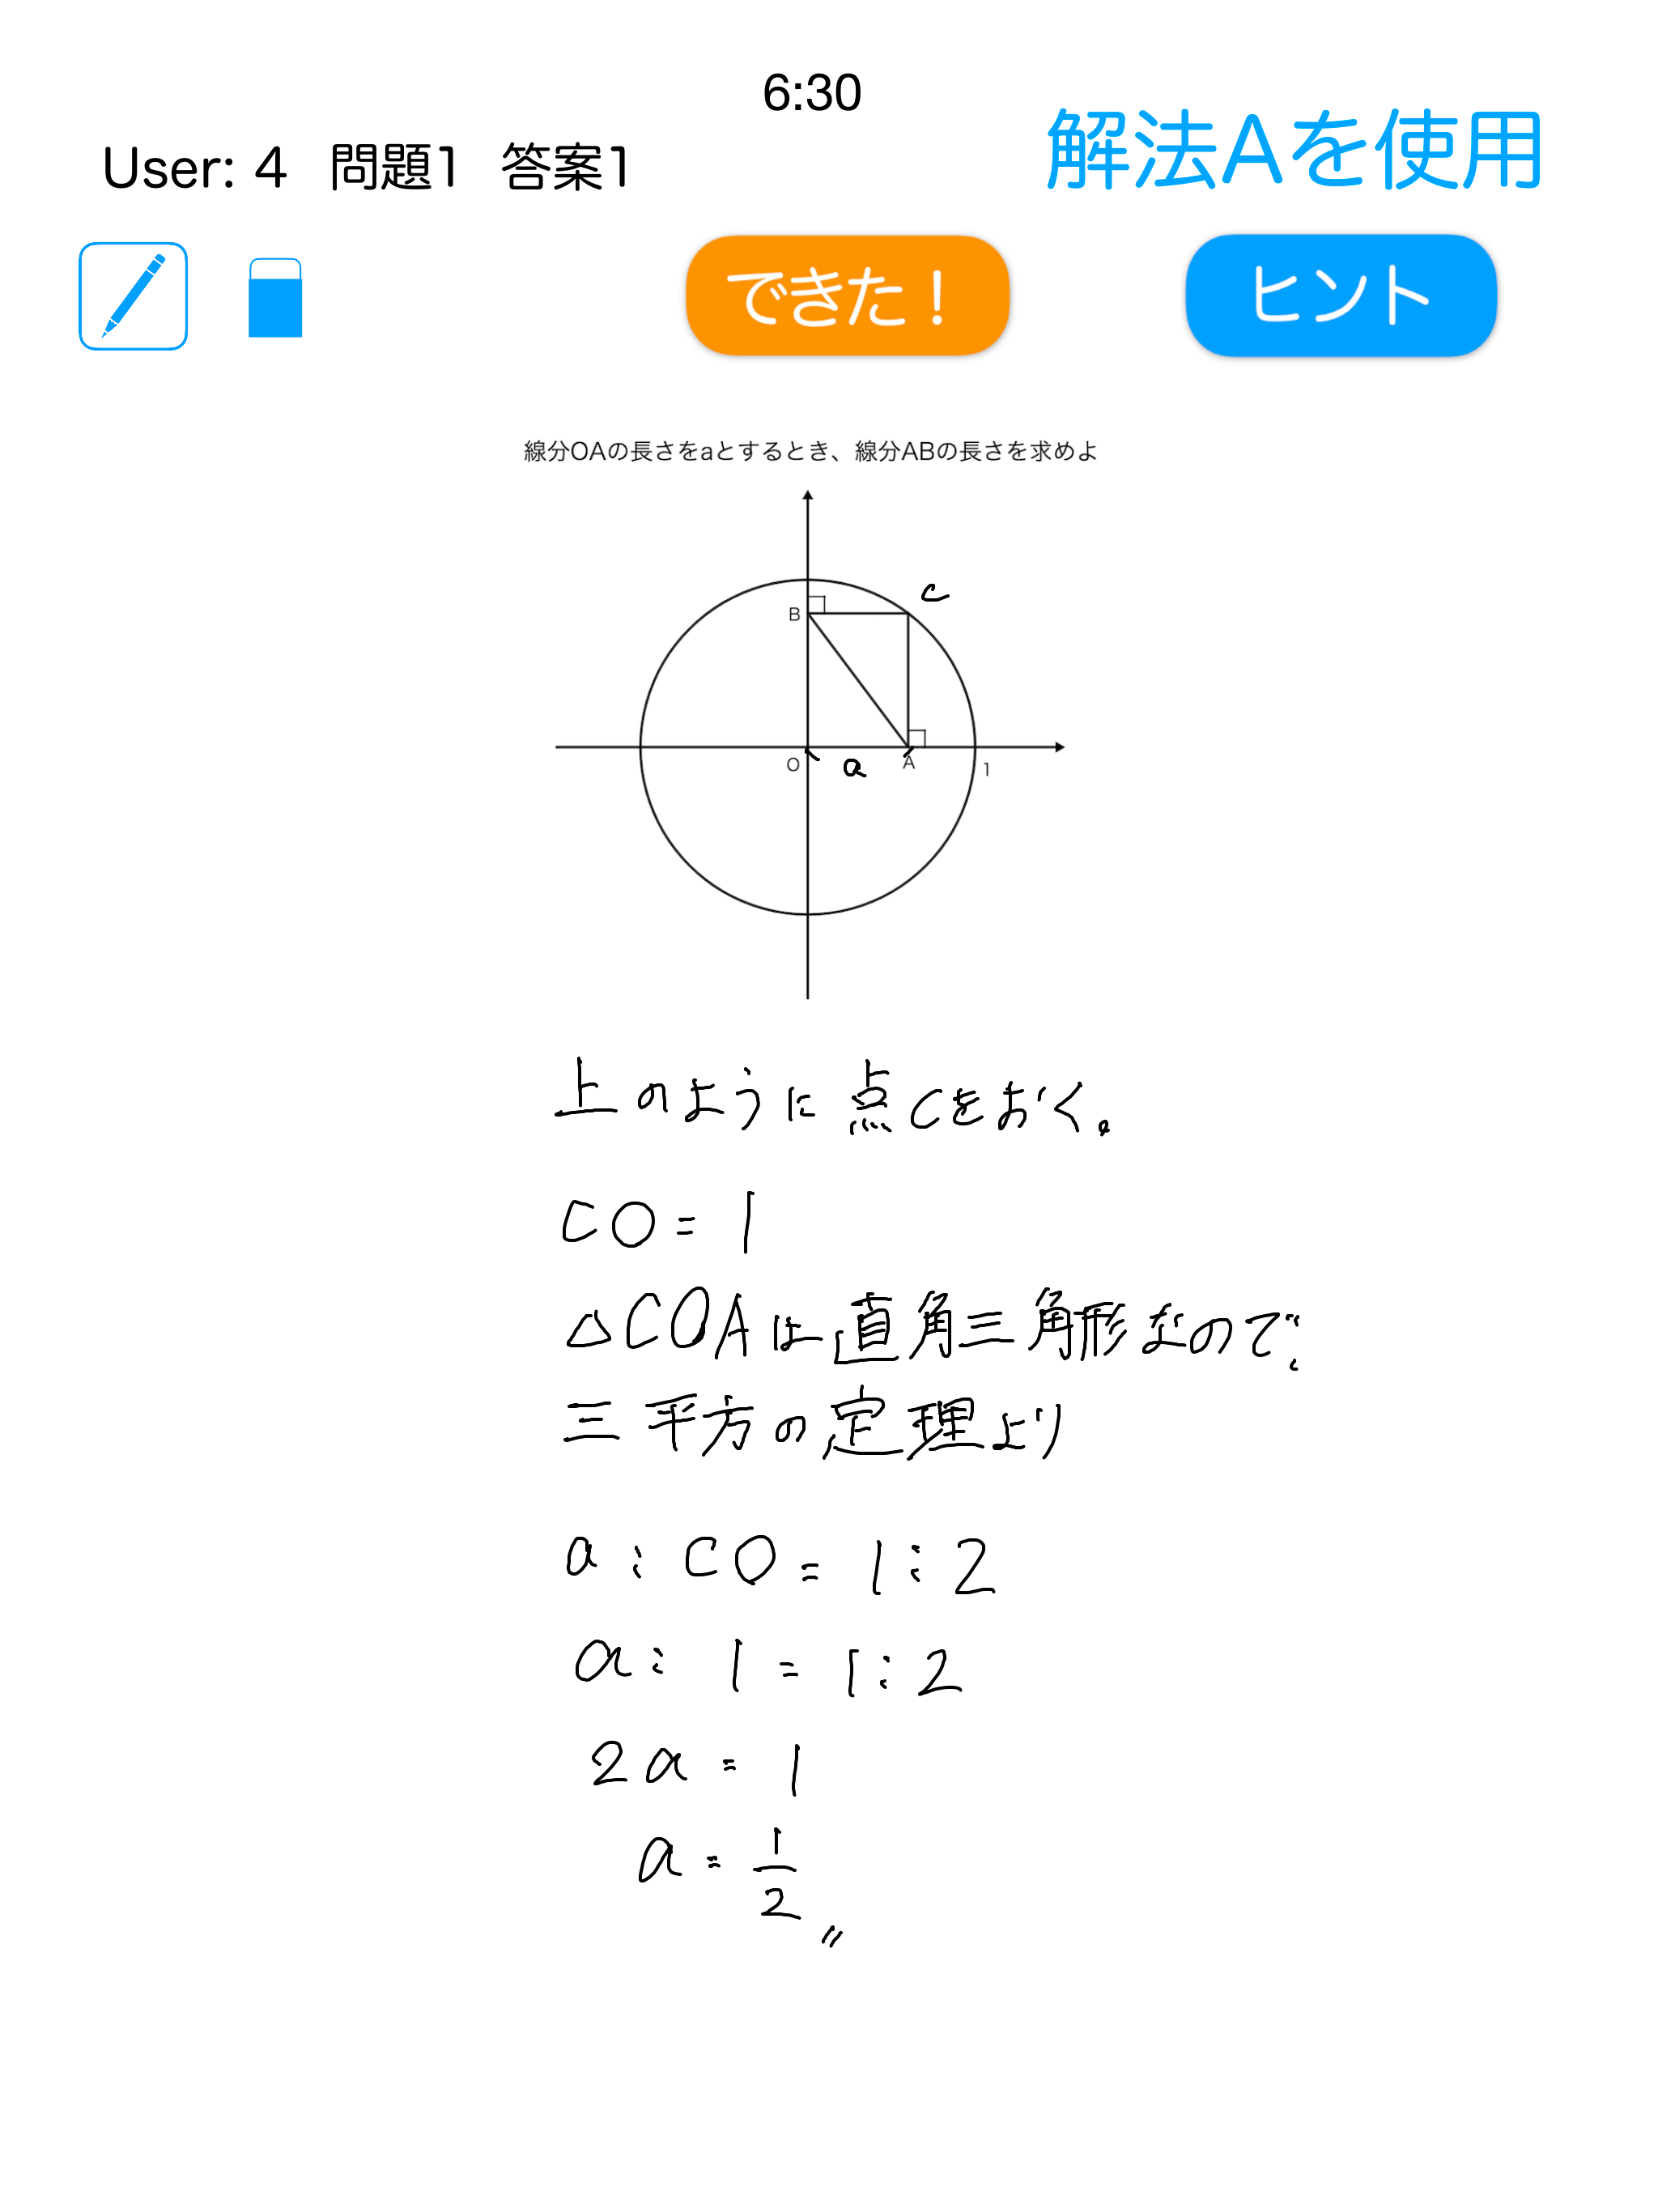 6:30
User: 4 問題1 答案1
解法Aを使用
できた！
ヒント
線分OAの長さをaとするとき、線分ABの長さを求めよ
C
B
O
a
A
1
上のように点Cをおく。
CO = 1
△COAは直角三角形なので、
三平方の定理より
a : CO = 1 : 2
a : 1 = 1 : 2
2a = 1
a = 1/2 〃